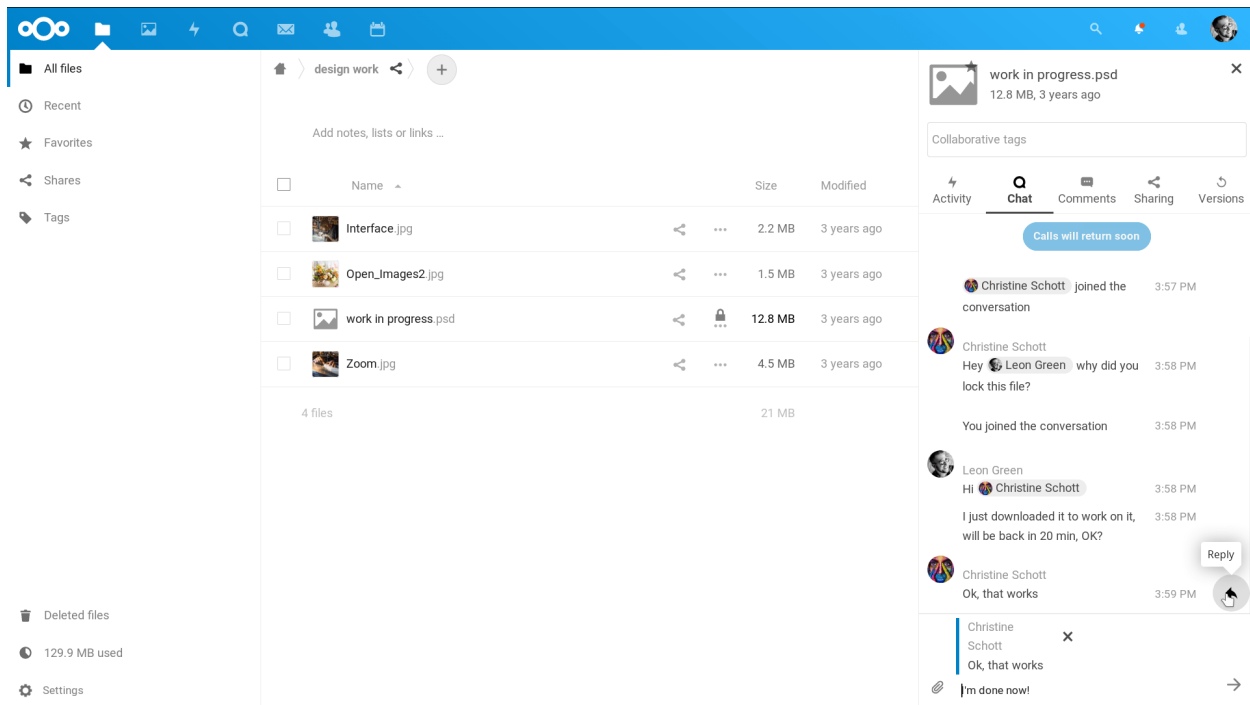 All files
Recent
Favorites
Shares
Tags
Deleted files
129.9 MB used
Settings
design work
Add notes, lists or links ...
Name Size Modified
Interface.jpg 2.2 MB 3 years ago
Open_Images2.jpg 1.5 MB 3 years ago
work in progress.psd 12.8 MB 3 years ago
Zoom.jpg 4.5 MB 3 years ago
4 files 21 MB
work in progress.psd
12.8 MB, 3 years ago
Collaborative tags
Activity Chat Comments Sharing Versions
Calls will return soon
Christine Schott joined the 3:57 PM
conversation
Christine Schott
Hey Leon Green why did you 3:58 PM
lock this file?
You joined the conversation 3:58 PM
Leon Green
Hi Christine Schott 3:58 PM
I just downloaded it to work on it, 3:58 PM
will be back in 20 min, OK?
Reply
Christine Schott
Ok, that works 3:59 PM
Christine
Schott
Ok, that works
I'm done now!